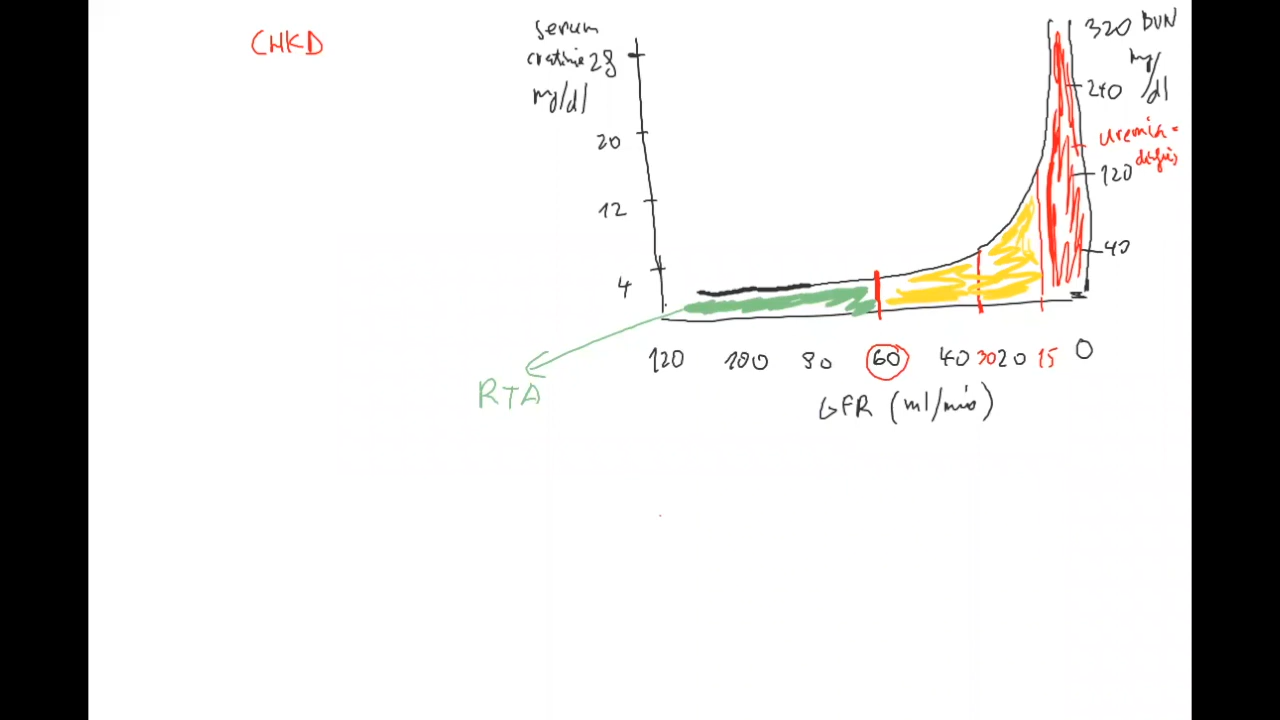 CHKD
serum
cratinie 28
mg/dl
20
12
4
320 BUN
mg/
dl
240
uremia =
120
40
120 100 80 60 40 30 20 15 0
GFR (ml/min)
RTA